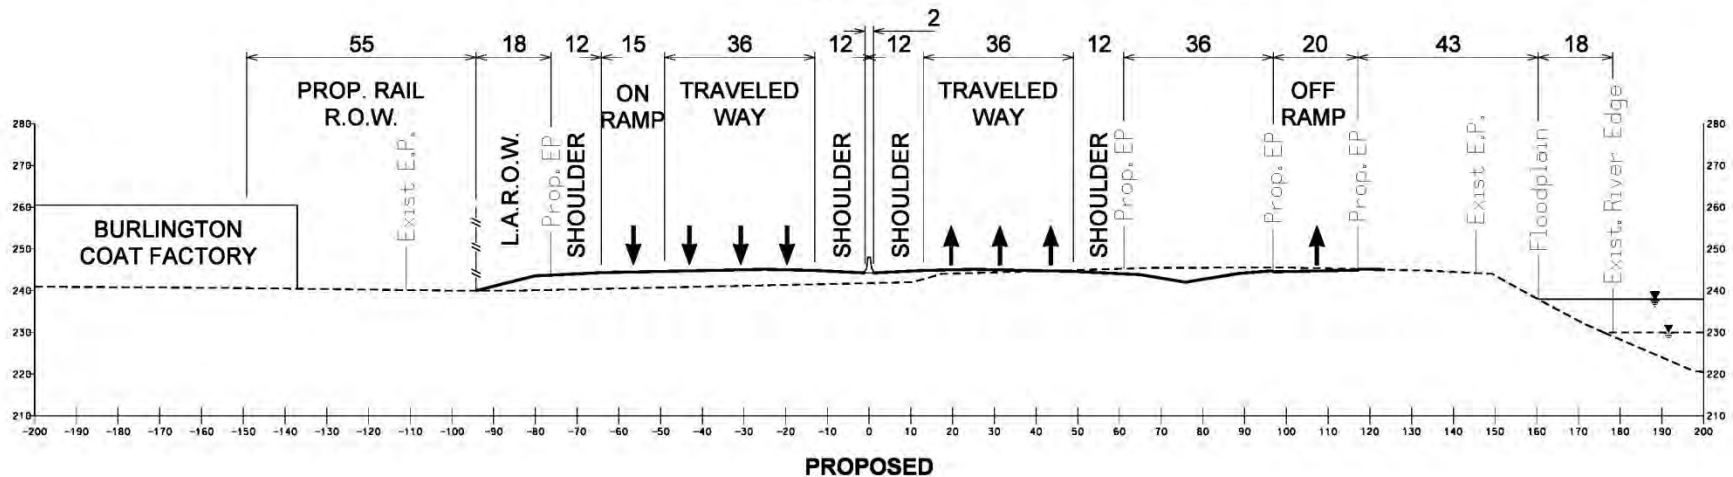 2
55 18 12 15 36 12 12 36 12 36 20 43 18
PROP. RAIL
R.O.W.
Exist E.P.
L.A.R.O.W.
Prop. EP
SHOULDER
ON
RAMP
TRAVELED
WAY
SHOULDER
SHOULDER
TRAVELED
WAY
SHOULDER
Prop. EP
Prop. EP
OFF
RAMP
Prop. EP
Exist E.P.
Floodplain
Exist. River Edge
BURLINGTON
COAT FACTORY
280 280
270 270
260 260
250 250
240 240
230 230
220 220
210 210
-200 -190 -180 -170 -160 -150 -140 -130 -120 -110 -100 -90 -80 -70 -60 -50 -40 -30 -20 -10 0 10 20 30 40 50 60 70 80 90 100 110 120 130 140 150 160 170 180 190 200
PROPOSED